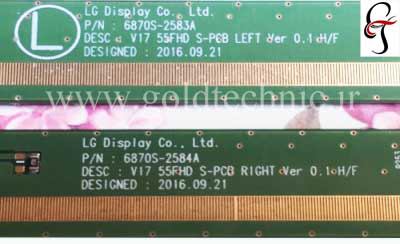 LG Display Co., Ltd.
P/N : 6870S-2583A
DESC : V17 55FHD S-PCB LEFT Ver 0.1 H/F
DESIGNED : 2016.09.21
L
GT
www.goldtechnic.ir
LG Display Co., Ltd.
P/N : 6870S-2584A
DESC : V17 55FHD S-PCB RIGHT Ver 0.1 H/F
DESIGNED : 2016.09.21